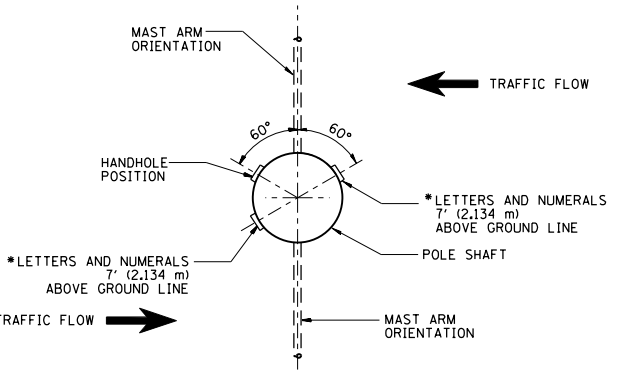 MAST ARM
ORIENTATION
TRAFFIC FLOW
60°
60°
HANDHOLE
POSITION
*LETTERS AND NUMERALS
7' (2.134 m)
ABOVE GROUND LINE
POLE SHAFT
*LETTERS AND NUMERALS
7' (2.134 m)
ABOVE GROUND LINE
TRAFFIC FLOW
MAST ARM
ORIENTATION